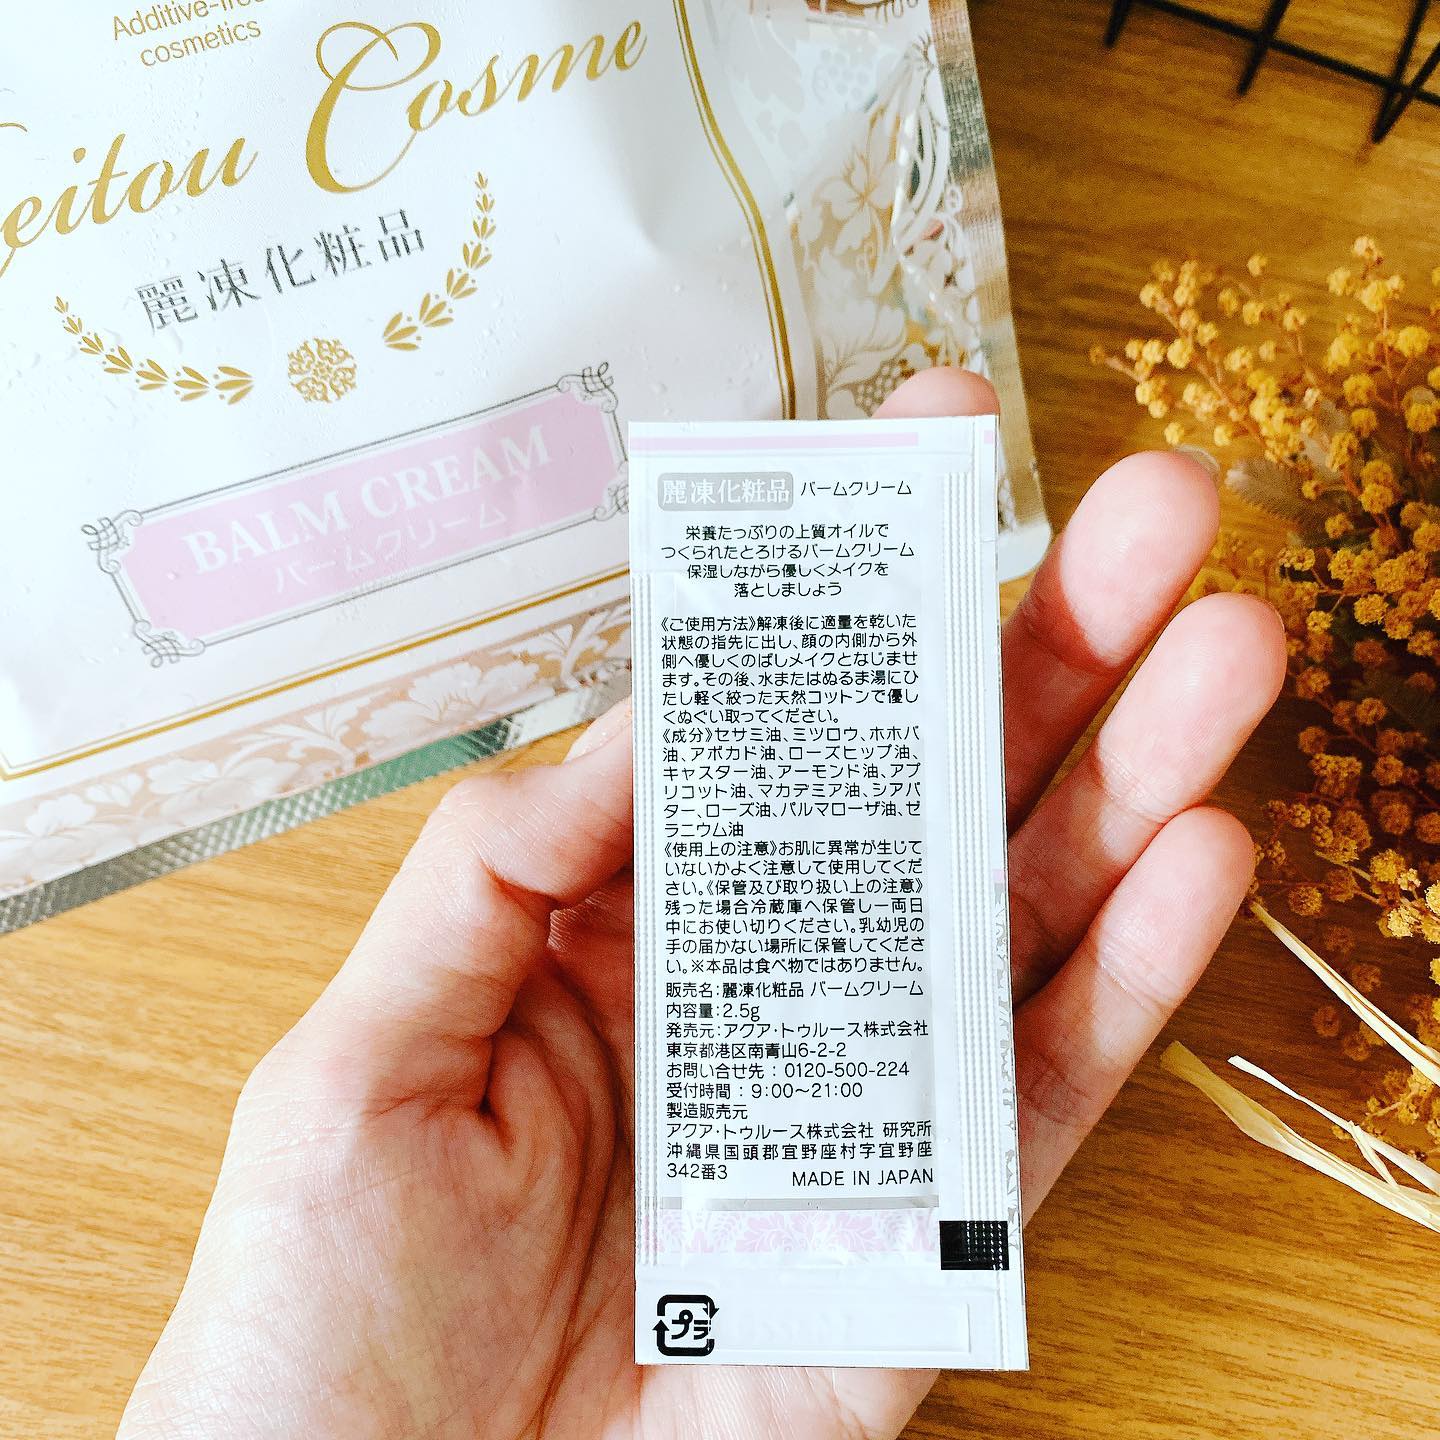 Additive-free
cosmetics
eitou Cosme
麗凍化粧品
BALM CREAM
バームクリーム
麗凍化粧品 バームクリーム
栄養たっぷりの上質オイルで
つくられたとろけるバームクリーム
保湿しながら優しくメイクを
落としましょう
《ご使用方法》解凍後に適量を乾いた
状態の指先に出し、顔の内側から外
側へ優しくのばしメイクとなじませ
ます。その後、水またはぬるま湯にひ
たし軽く絞った天然コットンで優し
くぬぐい取ってください。
《成分》セサミ油、ミツロウ、ホホバ
油、アボカド油、ローズヒップ油、
キャスター油、アーモンド油、アプ
リコット油、マカデミア油、シアバ
ター、ローズ油、パルマローザ油、ゼ
ラニウム油
《使用上の注意》お肌に異常が生じて
いないかよく注意して使用してくだ
さい。《保管及び取り扱い上の注意》
残った場合冷蔵庫へ保管し一両日
中にお使い切りください。乳幼児の
手の届かない場所に保管してくださ
い。※本品は食べ物ではありません。
販売名：麗凍化粧品 バームクリーム
内容量：2.5g
発売元：アクア・トゥルース株式会社
東京都港区南青山6-2-2
お問い合せ先：0120-500-224
受付時間：9:00〜21:00
製造販売元
アクア・トゥルース株式会社 研究所
沖縄県国頭郡宜野座村字宜野座
342番3 MADE IN JAPAN
プラ